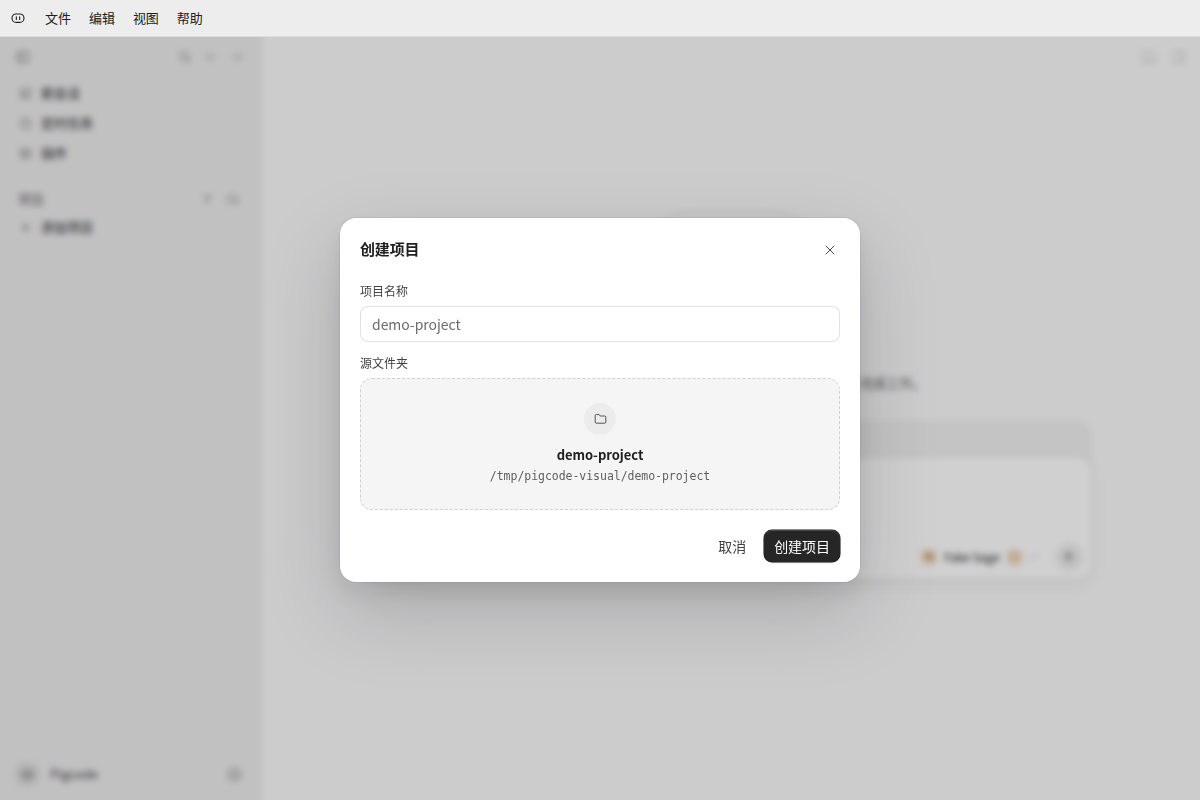 文件 编辑 视图 帮助
创建项目
项目名称
demo-project
源文件夹
demo-project
/tmp/pigcode-visual/demo-project
取消 创建项目
Pigcode